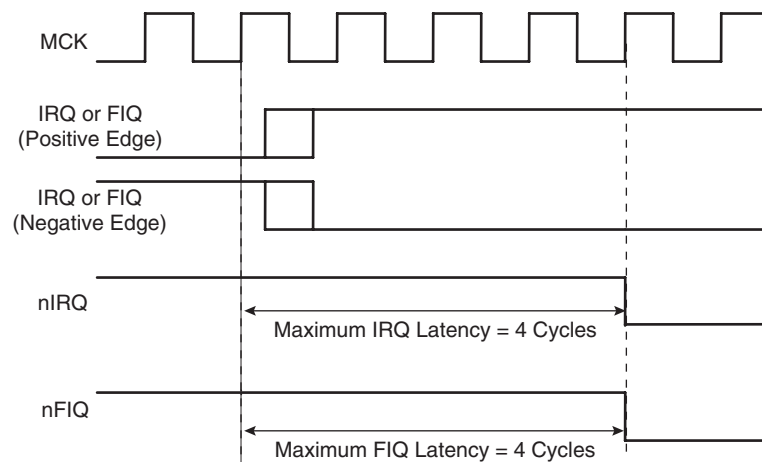 MCK
IRQ or FIQ
(Positive Edge)
IRQ or FIQ
(Negative Edge)
nIRQ
Maximum IRQ Latency = 4 Cycles
nFIQ
Maximum FIQ Latency = 4 Cycles